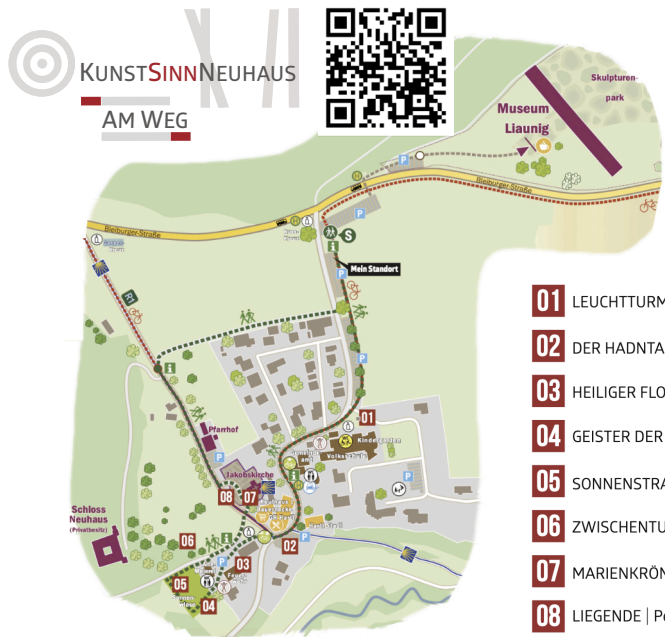 KUNSTSINNNEUHAUS
AM WEG
Skulpturen-
park
Museum
Liaunig
H
P
Bleiburger-Straße
Bleiburger-Straße
H
P
S
i
Mein Standort
P
R1
P
i
01
Pfarrhof
Kindergarten
Volksschule
P
Jakobskirche
i
P
08
07
Schloss
Neuhaus
(Privatbesitz)
06
02
P
03
05
04
01 LEUCHTTURM
02 DER HADNTA
03 HEILIGER FLO
04 GEISTER DER
05 SONNENSTRA
06 ZWISCHENTU
07 MARIENKRÖN
08 LIEGENDE | Pe